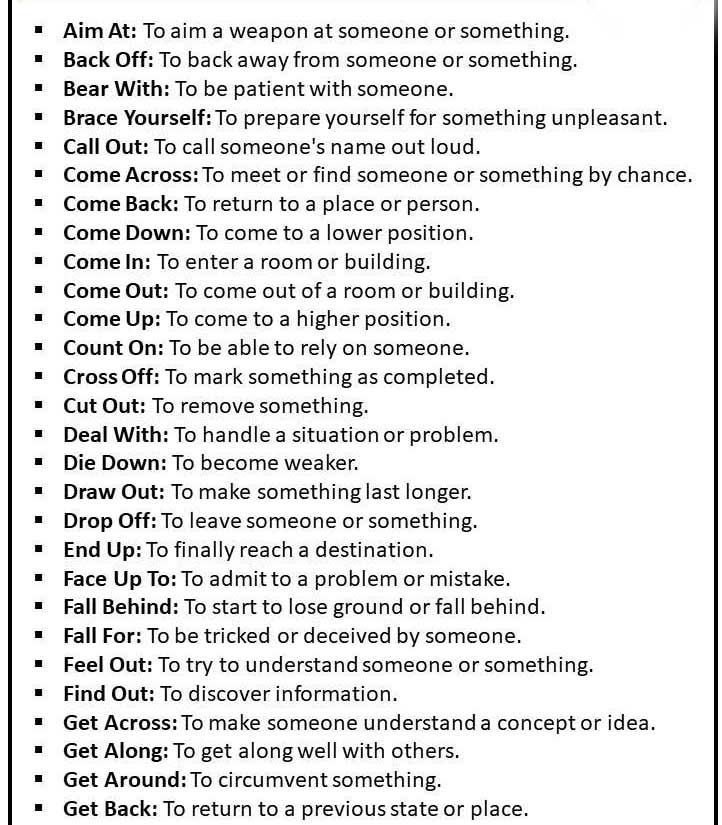 ▪ Aim At: To aim a weapon at someone or something.
▪ Back Off: To back away from someone or something.
▪ Bear With: To be patient with someone.
▪ Brace Yourself: To prepare yourself for something unpleasant.
▪ Call Out: To call someone's name out loud.
▪ Come Across: To meet or find someone or something by chance.
▪ Come Back: To return to a place or person.
▪ Come Down: To come to a lower position.
▪ Come In: To enter a room or building.
▪ Come Out: To come out of a room or building.
▪ Come Up: To come to a higher position.
▪ Count On: To be able to rely on someone.
▪ Cross Off: To mark something as completed.
▪ Cut Out: To remove something.
▪ Deal With: To handle a situation or problem.
▪ Die Down: To become weaker.
▪ Draw Out: To make something last longer.
▪ Drop Off: To leave someone or something.
▪ End Up: To finally reach a destination.
▪ Face Up To: To admit to a problem or mistake.
▪ Fall Behind: To start to lose ground or fall behind.
▪ Fall For: To be tricked or deceived by someone.
▪ Feel Out: To try to understand someone or something.
▪ Find Out: To discover information.
▪ Get Across: To make someone understand a concept or idea.
▪ Get Along: To get along well with others.
▪ Get Around: To circumvent something.
▪ Get Back: To return to a previous state or place.